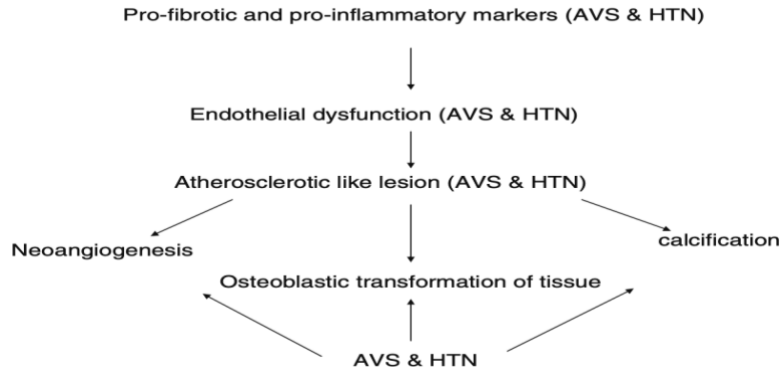 Pro-fibrotic and pro-inflammatory markers (AVS & HTN)
Endothelial dysfunction (AVS & HTN)
Atherosclerotic like lesion (AVS & HTN)
Neoangiogenesis
calcification
Osteoblastic transformation of tissue
AVS & HTN